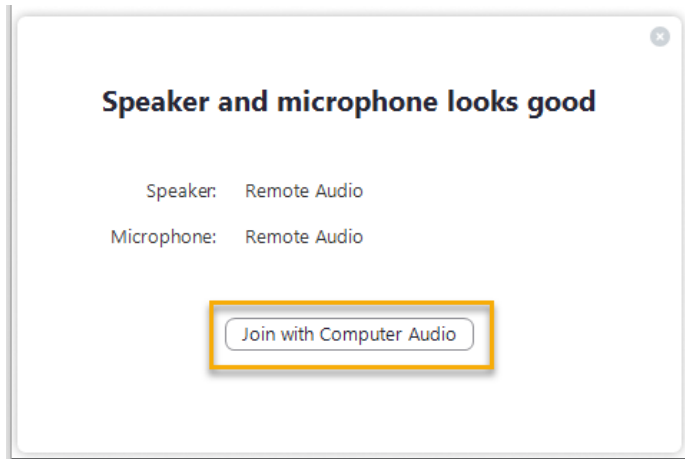 Speaker and microphone looks good
Speaker: Remote Audio
Microphone: Remote Audio
Join with Computer Audio